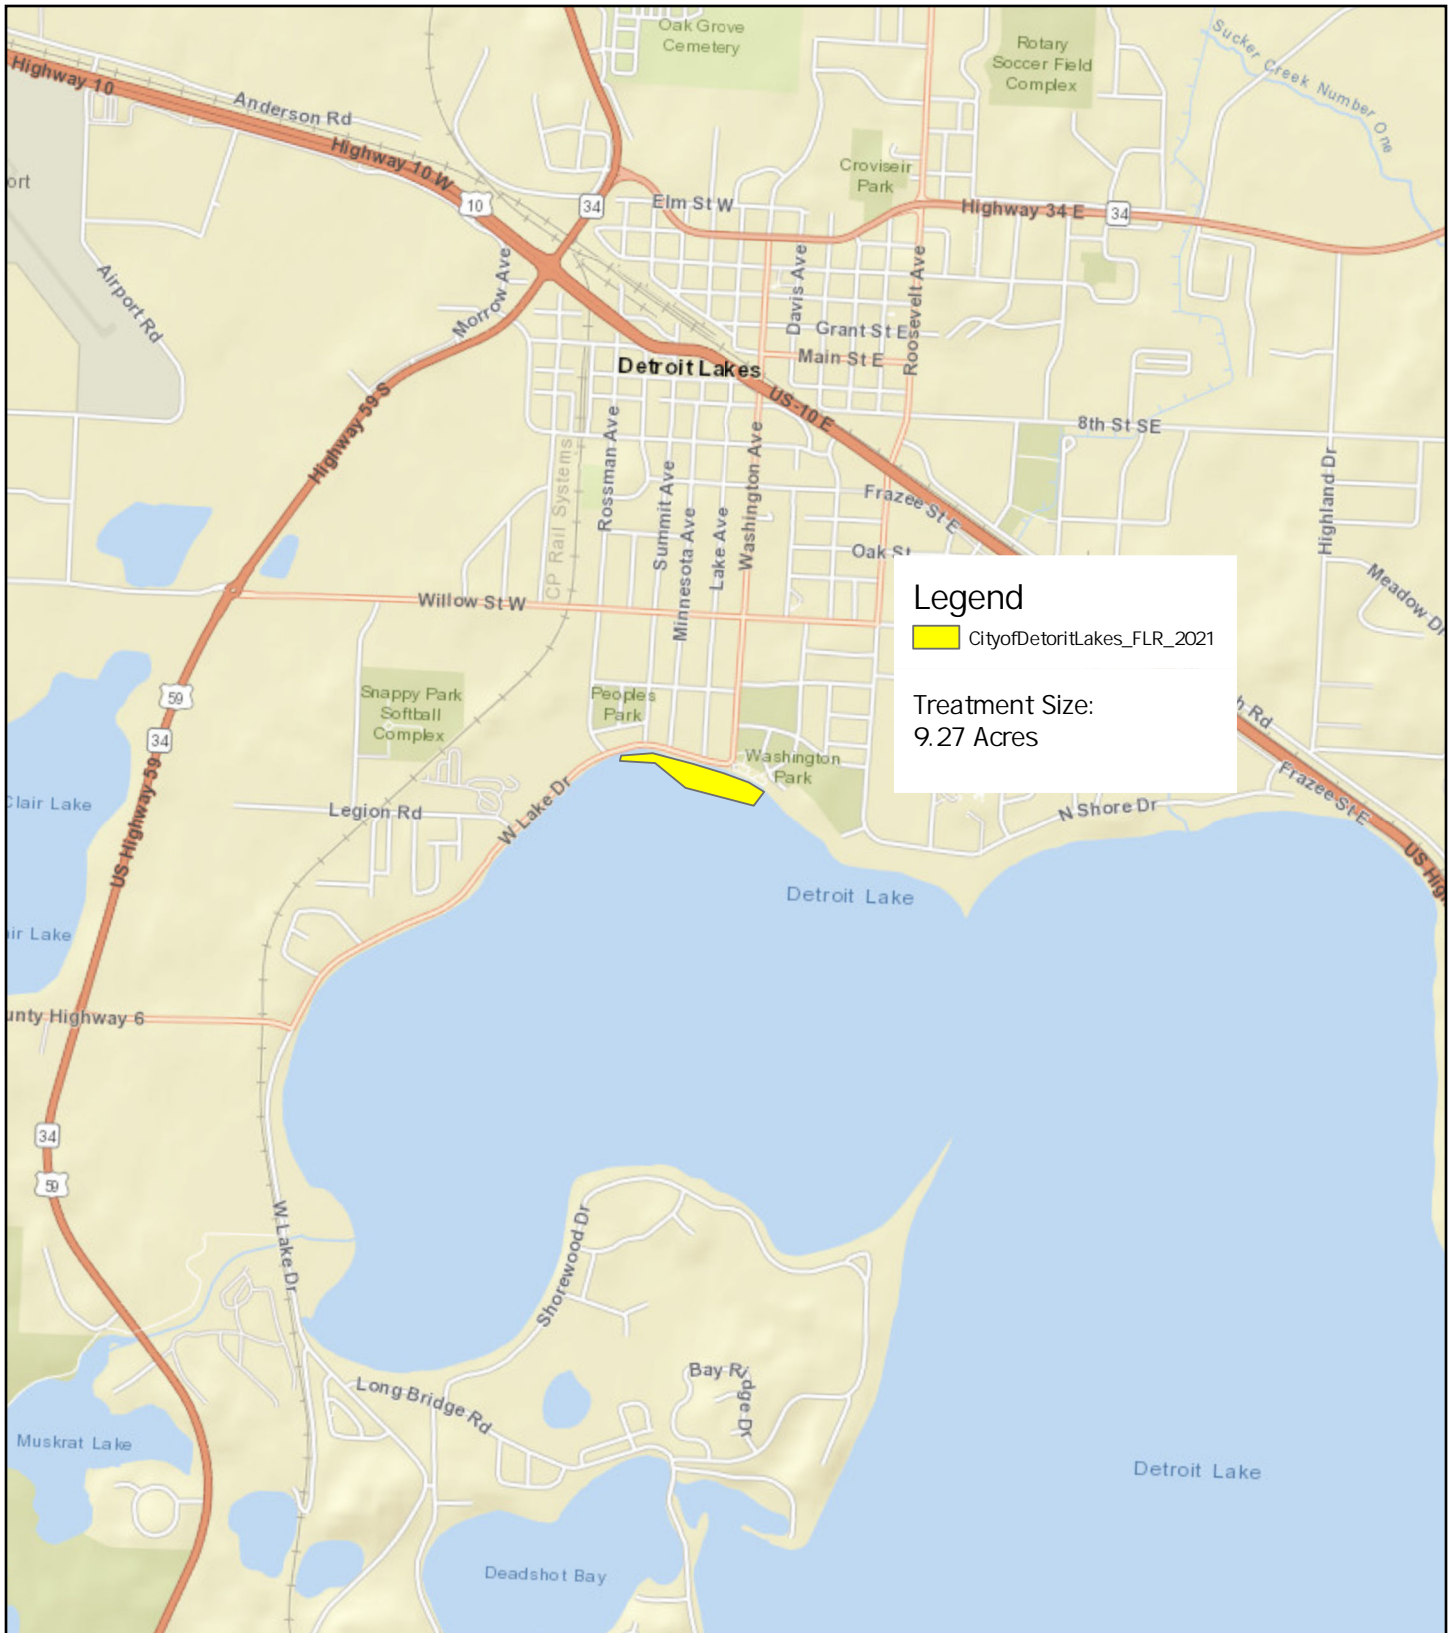 Oak Grove
Cemetery
Rotary
Soccer Field
Complex
Sucker Creek Number One
Highway 10
Anderson Rd
Highway 10 W
Croviseir
Park
ort
10
34
Elm St W
Highway 34 E
34
Airport Rd
Morrow Ave
Davis Ave
Roosevelt Ave
Grant St E
Main St E
Detroit Lakes
US-10 E
Highway 59 S
8th St SE
CP Rail Systems
Rossman Ave
Summit Ave
Minnesota Ave
Lake Ave
Washington Ave
Frazee St E
Highland Dr
Oak St
Meadow Dr
Willow St W
Legend
CityofDetoritLakes_FLR_2021
Treatment Size:
9.27 Acres
59
34
Snappy Park
Softball
Complex
Peoples
Park
Washington
Park
h Rd
Frazee St E
US Hig
Clair Lake
US Highway 59
Legion Rd
W Lake Dr
N Shore Dr
Detroit Lake
air Lake
unty Highway 6
34
59
W Lake Dr
Shorewood Dr
Bay Ridge Dr
Long Bridge Rd
Muskrat Lake
Detroit Lake
Deadshot Bay